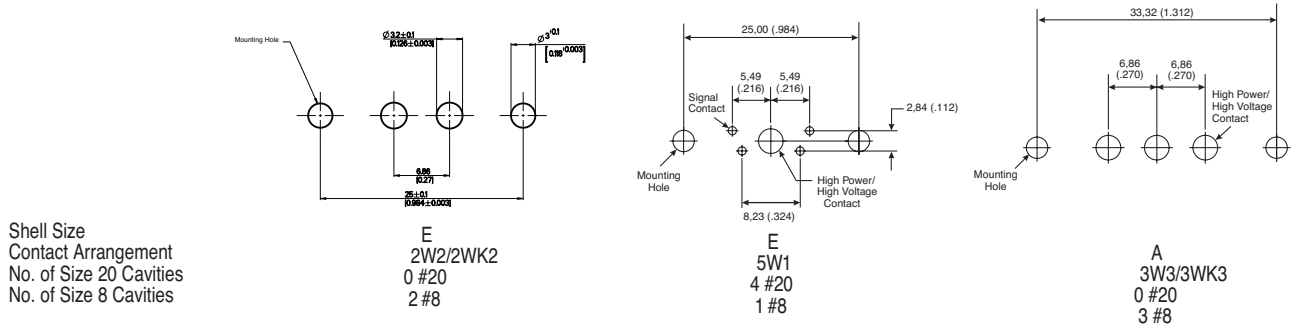 Mounting Hole
Ø3.2±0.1
[0.126±0.003]
Ø3+0.1
[0.118+0.003]
6.86
[0.27]
25±0.1
[0.984±0.003]
25,00 (.984)
5,49
(.216)
5,49
(.216)
Signal
Contact
2,84 (.112)
Mounting
Hole
High Power/
High Voltage
Contact
8,23 (.324)
33,32 (1.312)
6,86
(.270)
6,86
(.270)
High Power/
High Voltage
Contact
Mounting
Hole
Shell Size
Contact Arrangement
No. of Size 20 Cavities
No. of Size 8 Cavities
E
2W2/2WK2
0 #20
2 #8
E
5W1
4 #20
1 #8
A
3W3/3WK3
0 #20
3 #8